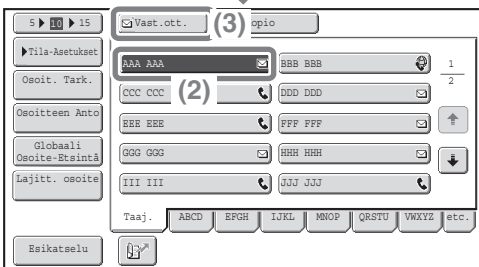 5 10 15
Vast.ott.
(3)
opio
Tila-Asetukset
AAA AAA
BBB BBB
1
2
Osoit. Tark.
CCC CCC
(2)
DDD DDD
Osoitteen Anto
EEE EEE
FFF FFF
Globaali
Osoite-Etsintä
GGG GGG
HHH HHH
Lajitt. osoite
III III
JJJ JJJ
Taaj.
ABCD
EFGH
IJKL
MNOP
QRSTU
VWXYZ
etc.
Esikatselu